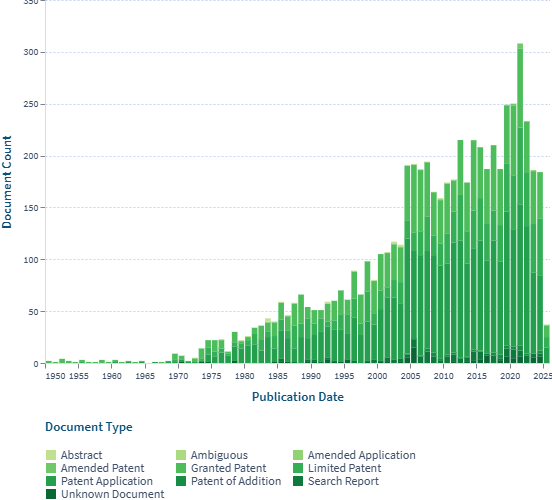 350
300
250
200
150
100
50
0
Document Count
1950 1955 1960 1965 1970 1975 1980 1985 1990 1995 2000 2005 2010 2015 2020 2025
Publication Date
Document Type
Abstract Ambiguous Amended Application
Amended Patent Granted Patent Limited Patent
Patent Application Patent of Addition Search Report
Unknown Document